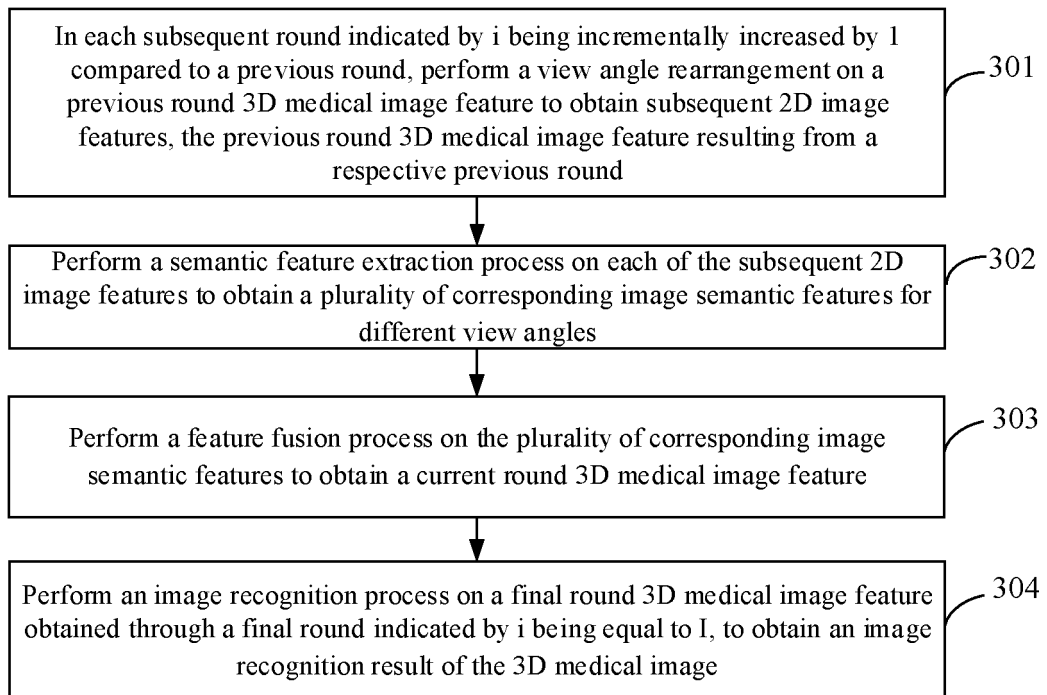 In each subsequent round indicated by i being incrementally increased by 1
compared to a previous round, perform a view angle rearrangement on a
previous round 3D medical image feature to obtain subsequent 2D image
features, the previous round 3D medical image feature resulting from a
respective previous round
301
Perform a semantic feature extraction process on each of the subsequent 2D
image features to obtain a plurality of corresponding image semantic features for
different view angles
302
Perform a feature fusion process on the plurality of corresponding image
semantic features to obtain a current round 3D medical image feature
303
Perform an image recognition process on a final round 3D medical image feature
obtained through a final round indicated by i being equal to I, to obtain an image
recognition result of the 3D medical image
304